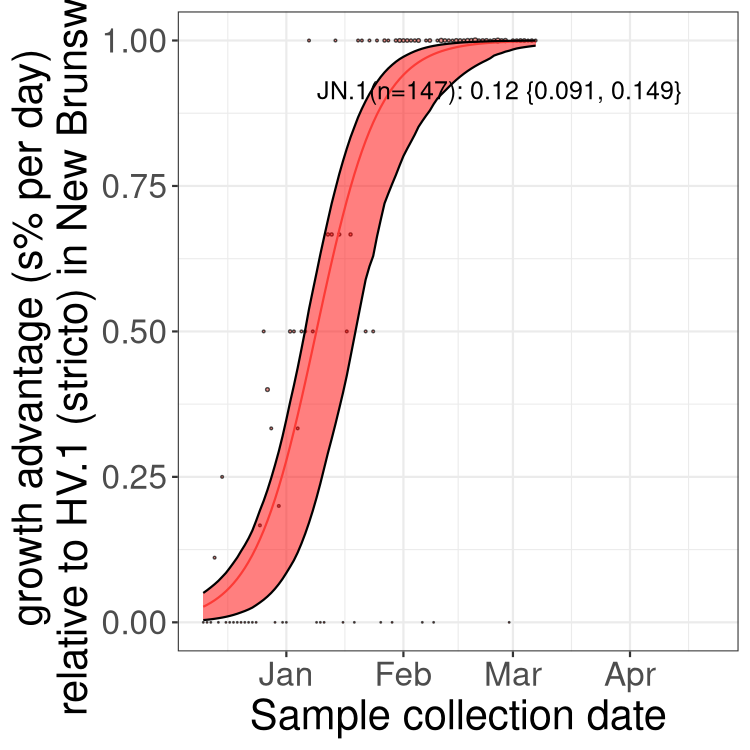 growth advantage (s% per day)
relative to HV.1 (stricto) in New Brunsw
1.00
0.75
0.50
0.25
0.00
JN.1(n=147): 0.12 {0.091, 0.149}
Jan Feb Mar Apr
Sample collection date